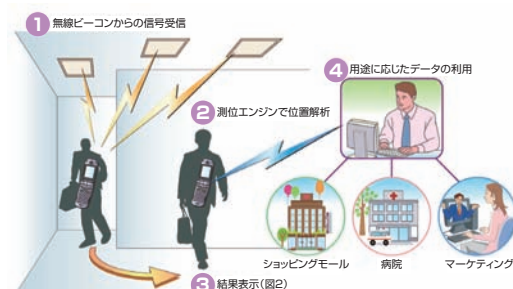 1 無線ビーコンからの信号受信
4 用途に応じたデータの利用
2 測位エンジンで位置解析
ショッピングモール
病院
マーケティング
3 結果表示(図2)